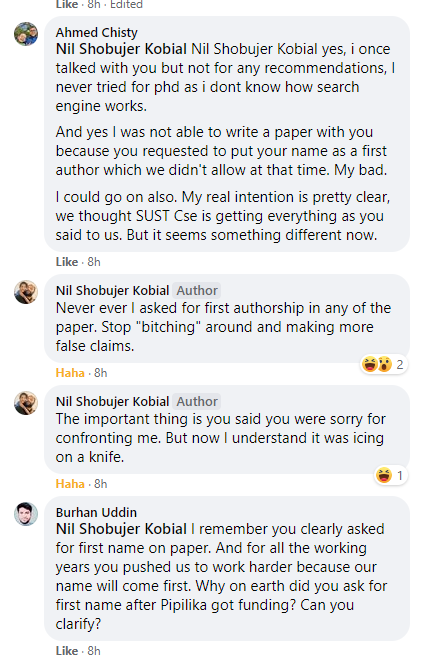 Like · 8h · Edited
Ahmed Chisty
Nil Shobujer Kobial Nil Shobujer Kobial yes, i once
talked with you but not for any recommendations, I
never tried for phd as i dont know how search
engine works.
And yes I was not able to write a paper with you
because you requested to put your name as a first
author which we didn't allow at that time. My bad.
I could go on also. My real intention is pretty clear,
we thought SUST Cse is getting everything as you
said to us. But it seems something different now.
Like · 8h
Nil Shobujer Kobial Author
Never ever I asked for first authorship in any of the
paper. Stop "bitching" around and making more
false claims.
2
Haha · 8h
Nil Shobujer Kobial Author
The important thing is you said you were sorry for
confronting me. But now I understand it was icing
on a knife.
1
Haha · 8h
Burhan Uddin
Nil Shobujer Kobial I remember you clearly asked
for first name on paper. And for all the working
years you pushed us to work harder because our
name will come first. Why on earth did you ask for
first name after Pipilika got funding? Can you
clarify?
Like · 8h